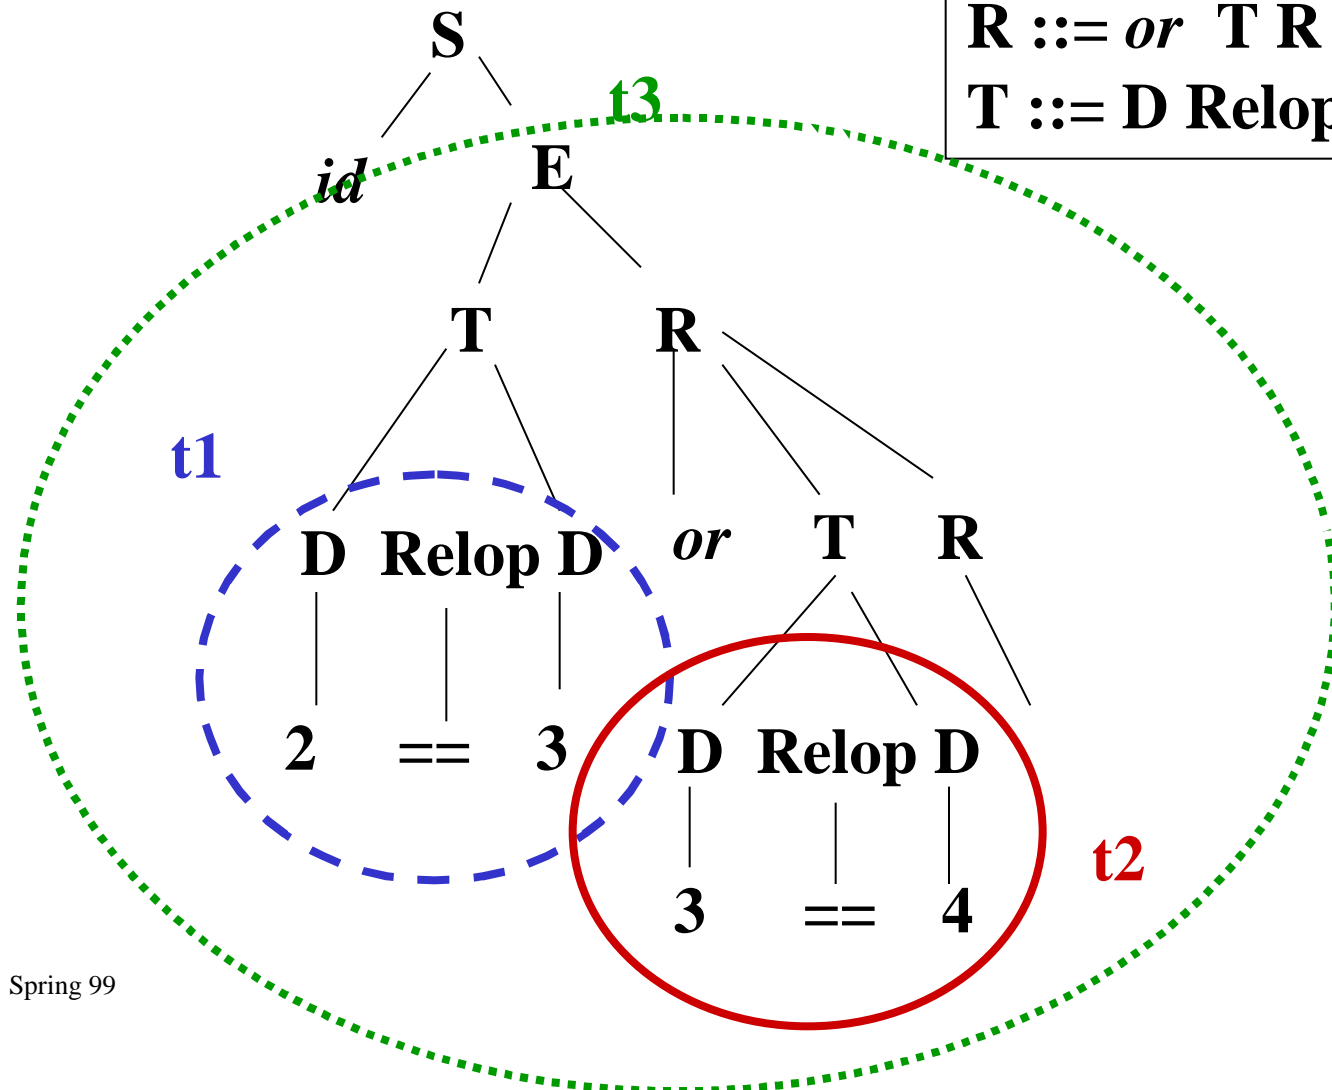 S
R ::= or T R
t3
T ::= D Relop
id
E
T R
t1
D Relop D or T R
2 == 3 D Relop D
t2
3 == 4
Spring 99